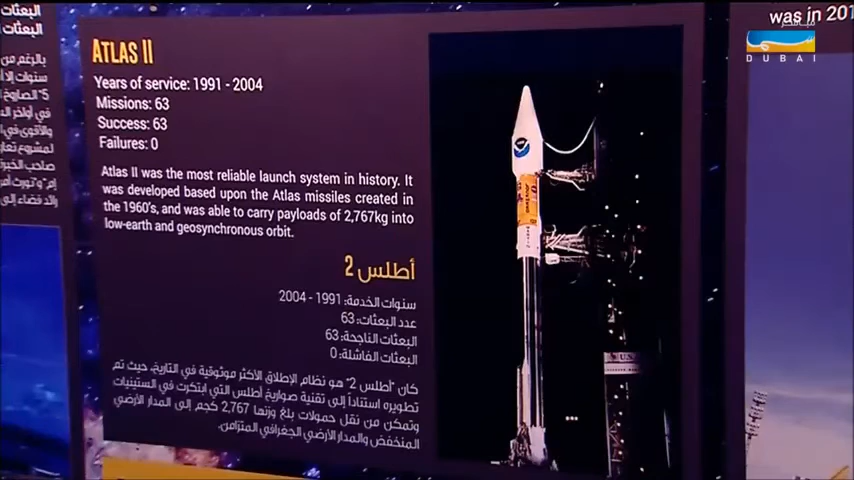 البعثات
البعثات
بالرغم من
was in 201
مباشر
DUBAI
ATLAS II
Years of service: 1991 - 2004
Missions: 63
Success: 63
Failures: 0
Atlas II was the most reliable launch system in history. It
was developed based upon the Atlas missiles created in
the 1960's, and was able to carry payloads of 2,767kg into
low-earth and geosynchronous orbit.
أطلس 2
سنوات الخدمة: 1991 - 2004
عدد البعثات: 63
البعثات الناجحة: 63
البعثات الفاشلة: 0
كان "أطلس 2" هو نظام الإطلاق الأكثر موثوقية في التاريخ، حيث تم
تطويره استناداً إلى تقنية صواريخ أطلس التي ابتكرت في الستينيات
وتمكن من نقل حمولات بلغ وزنها 2,767 كجم إلى المدار الأرضي
المنخفض والمدار الأرضي الجغرافي المتزامن.